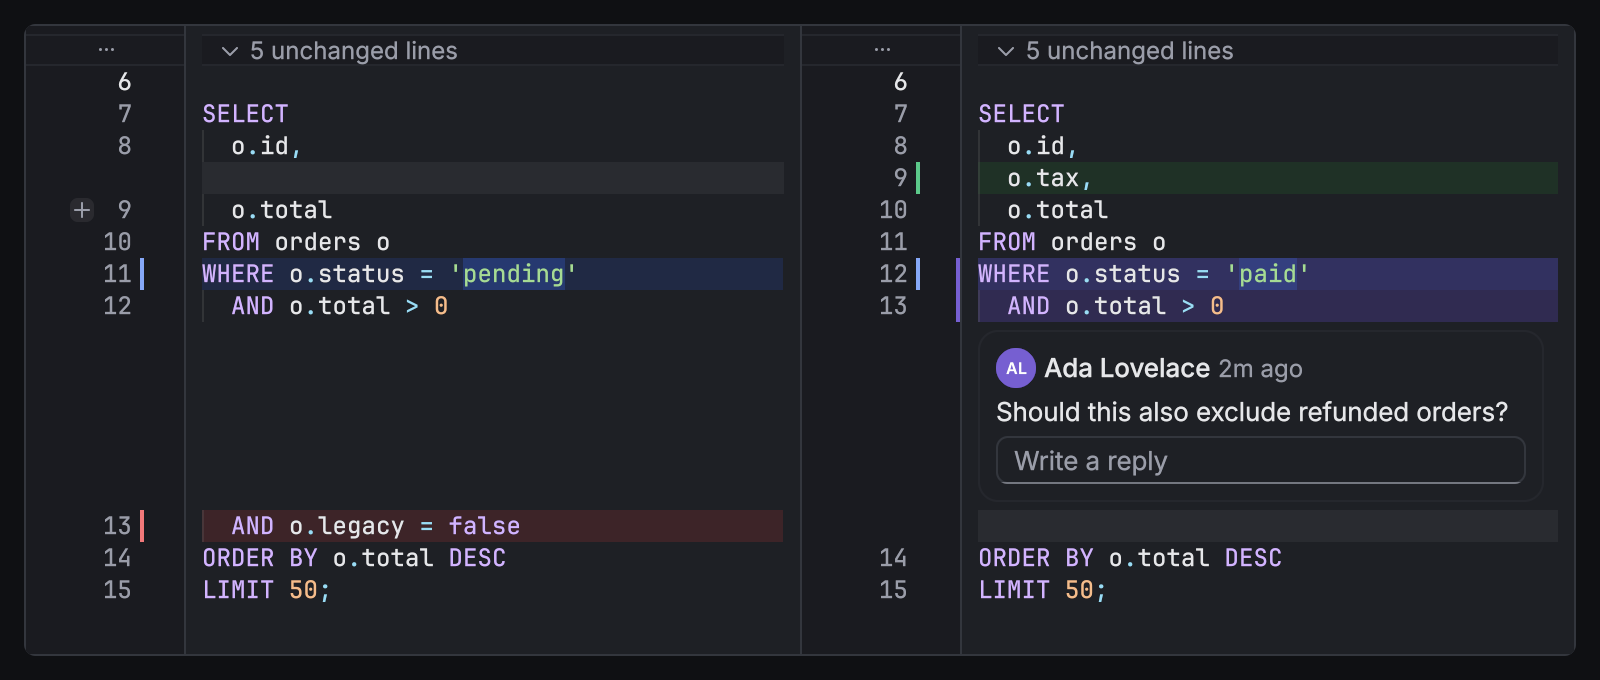 ··· 5 unchanged lines
6
7 SELECT
8   o.id,
+ 9   o.total
10 FROM orders o
11 WHERE o.status = 'pending'
12   AND o.total > 0
13   AND o.legacy = false
14 ORDER BY o.total DESC
15 LIMIT 50;
··· 5 unchanged lines
6
7 SELECT
8   o.id,
9   o.tax,
10   o.total
11 FROM orders o
12 WHERE o.status = 'paid'
13   AND o.total > 0
AL Ada Lovelace 2m ago
Should this also exclude refunded orders?
Write a reply
14 ORDER BY o.total DESC
15 LIMIT 50;